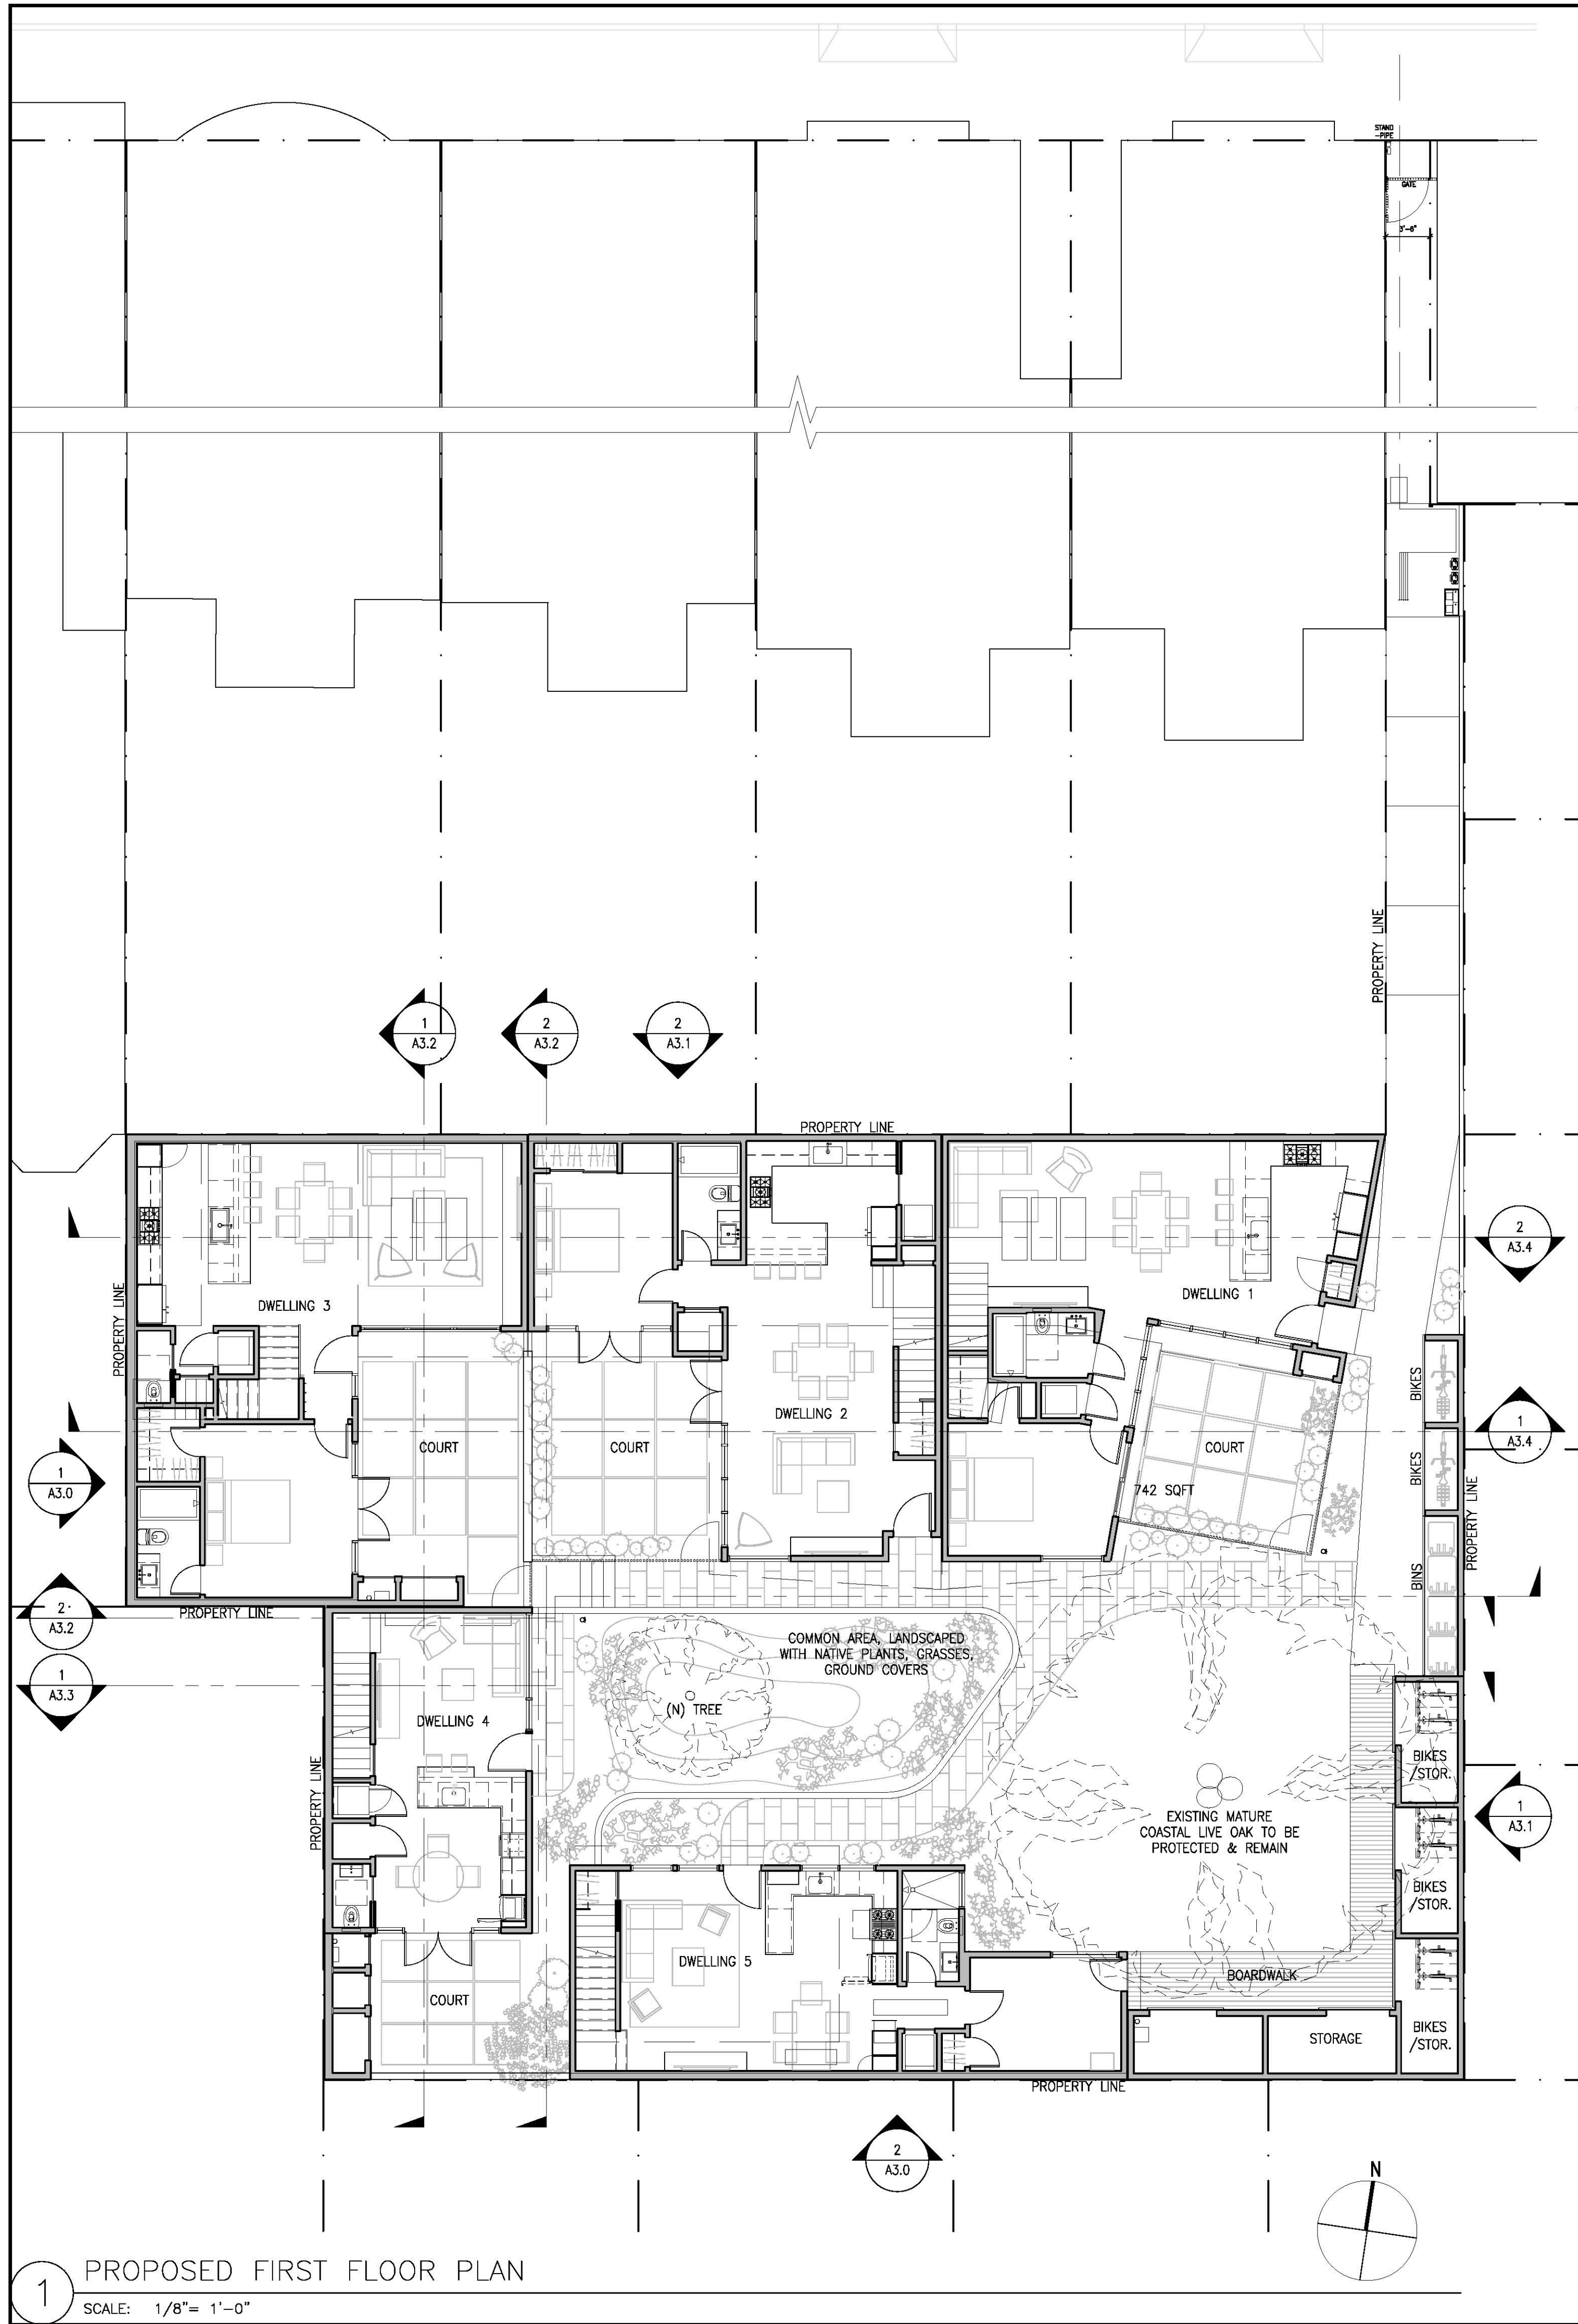 STAND
-PIPE
GATE
3'-6"
PROPERTY LINE
1
A3.2
2
A3.2
2
A3.1
PROPERTY LINE
2
A3.4
DWELLING 3
DWELLING 1
PROPERTY LINE
BIKES
DWELLING 2
COURT
COURT
COURT
1
A3.4
1
A3.0
742 SQFT
BIKES
PROPERTY LINE
BINS
2
A3.2
PROPERTY LINE
COMMON AREA, LANDSCAPED
WITH NATIVE PLANTS, GRASSES,
GROUND COVERS
1
A3.3
(N) TREE
DWELLING 4
BIKES
/STOR.
PROPERTY LINE
EXISTING MATURE
COASTAL LIVE OAK TO BE
PROTECTED & REMAIN
1
A3.1
BIKES
/STOR.
DWELLING 5
BOARDWALK
COURT
STORAGE
BIKES
/STOR.
PROPERTY LINE
2
A3.0
N
1
PROPOSED FIRST FLOOR PLAN
SCALE: 1/8"= 1'-0"